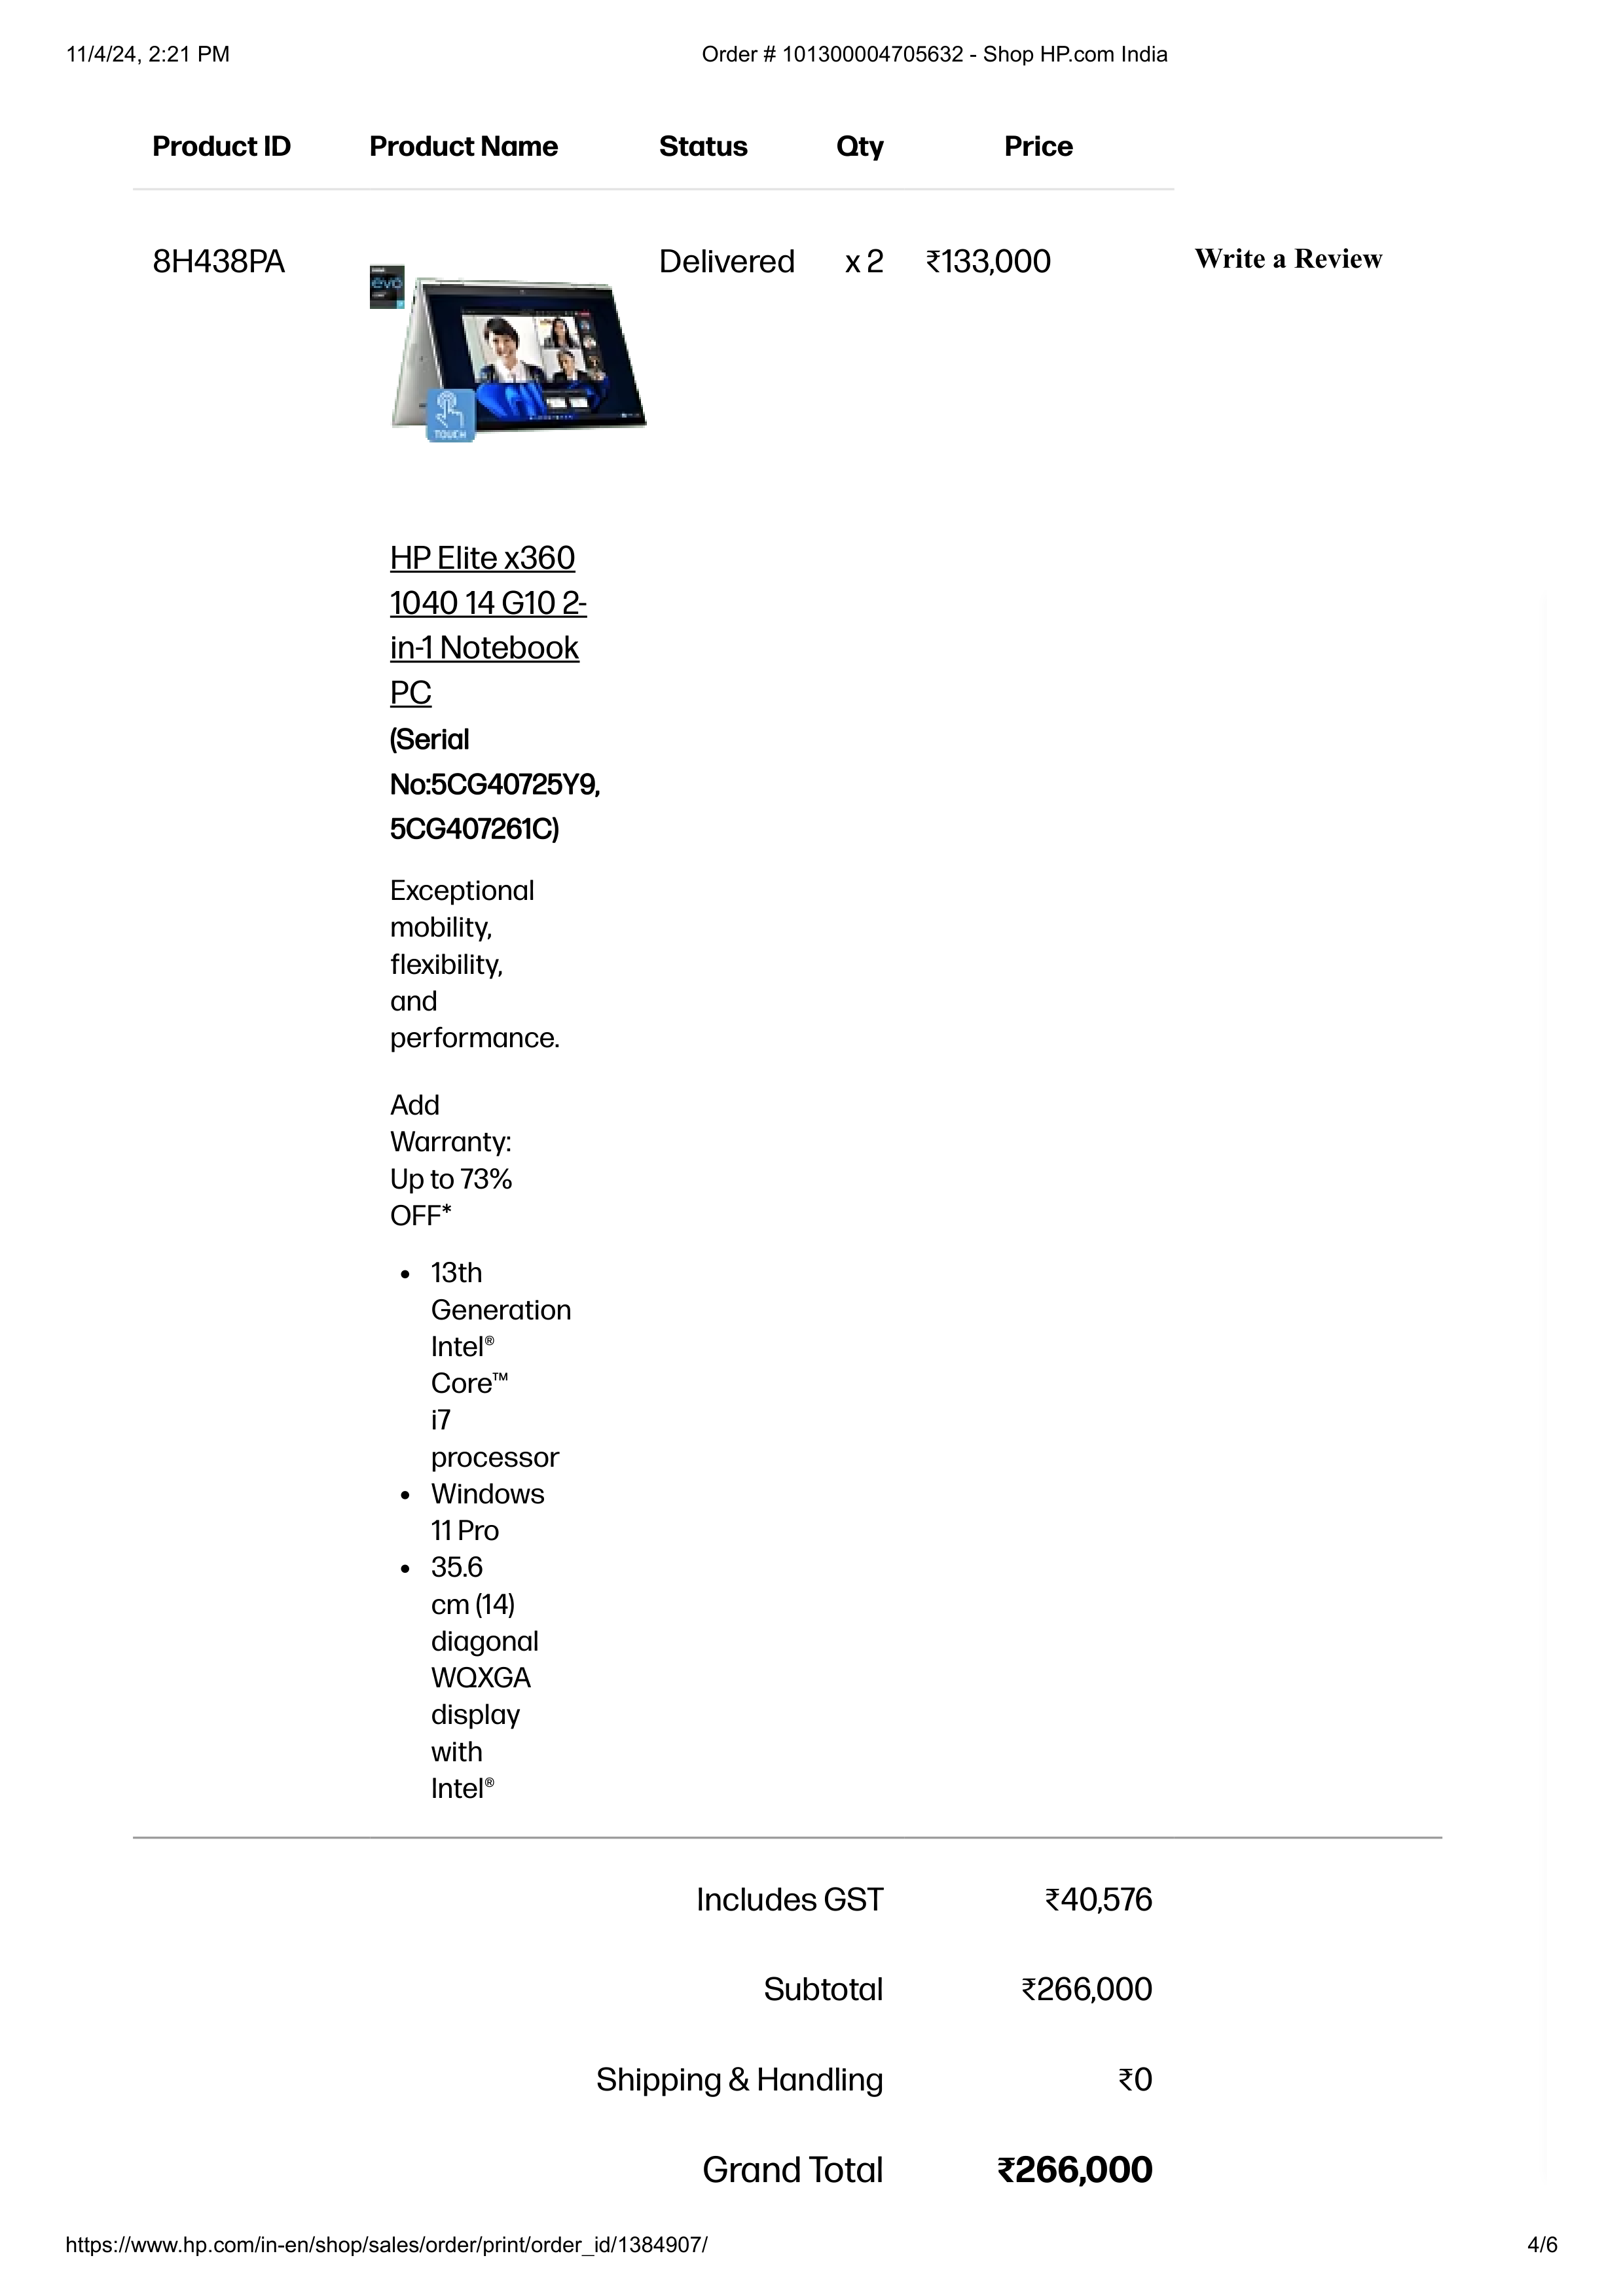 11/4/24, 2:21 PM
Order # 101300004705632 - Shop HP.com India
Product ID Product Name Status Qty Price
8H438PA Delivered x 2 ₹133,000 Write a Review
evo
TOUCH
HP Elite x360
1040 14 G10 2-
in-1 Notebook
PC
(Serial
No:5CG40725Y9,
5CG407261C)
Exceptional
mobility,
flexibility,
and
performance.
Add
Warranty:
Up to 73%
OFF*
• 13th
Generation
Intel®
Core™
i7
processor
• Windows
11 Pro
• 35.6
cm (14)
diagonal
WQXGA
display
with
Intel®
Includes GST ₹40,576
Subtotal ₹266,000
Shipping & Handling ₹0
Grand Total ₹266,000
https://www.hp.com/in-en/shop/sales/order/print/order_id/1384907/
4/6